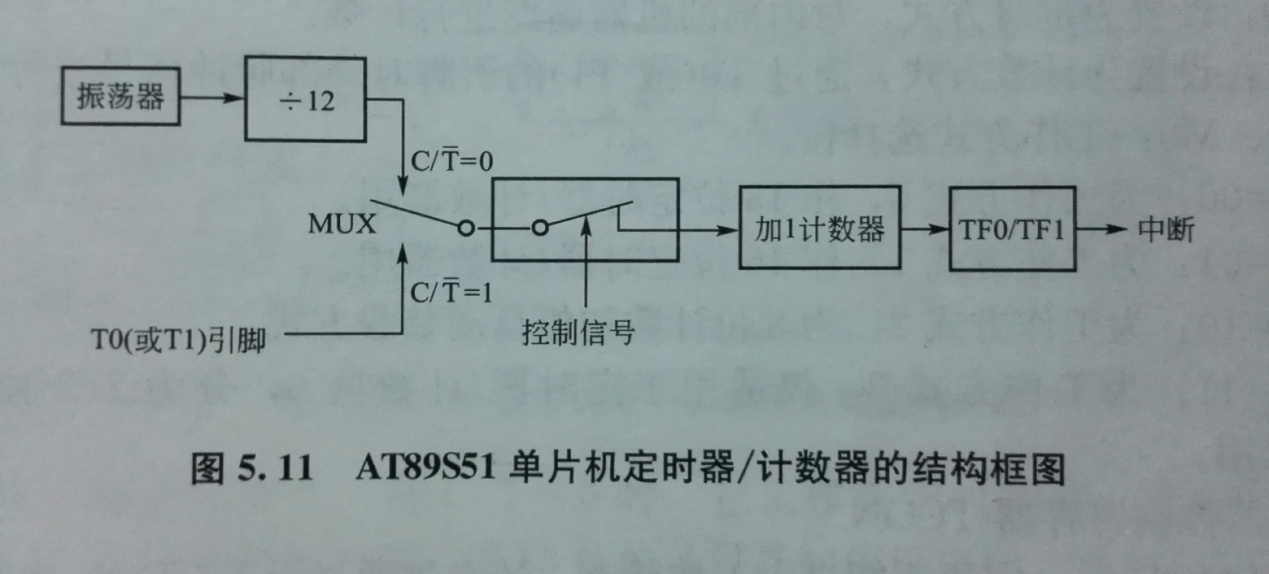 振荡器
÷12
C/T̅=0
MUX
加1计数器
TF0/TF1
中断
C/T̅=1
T0(或T1)引脚
控制信号
图 5.11 AT89S51 单片机定时器/计数器的结构框图